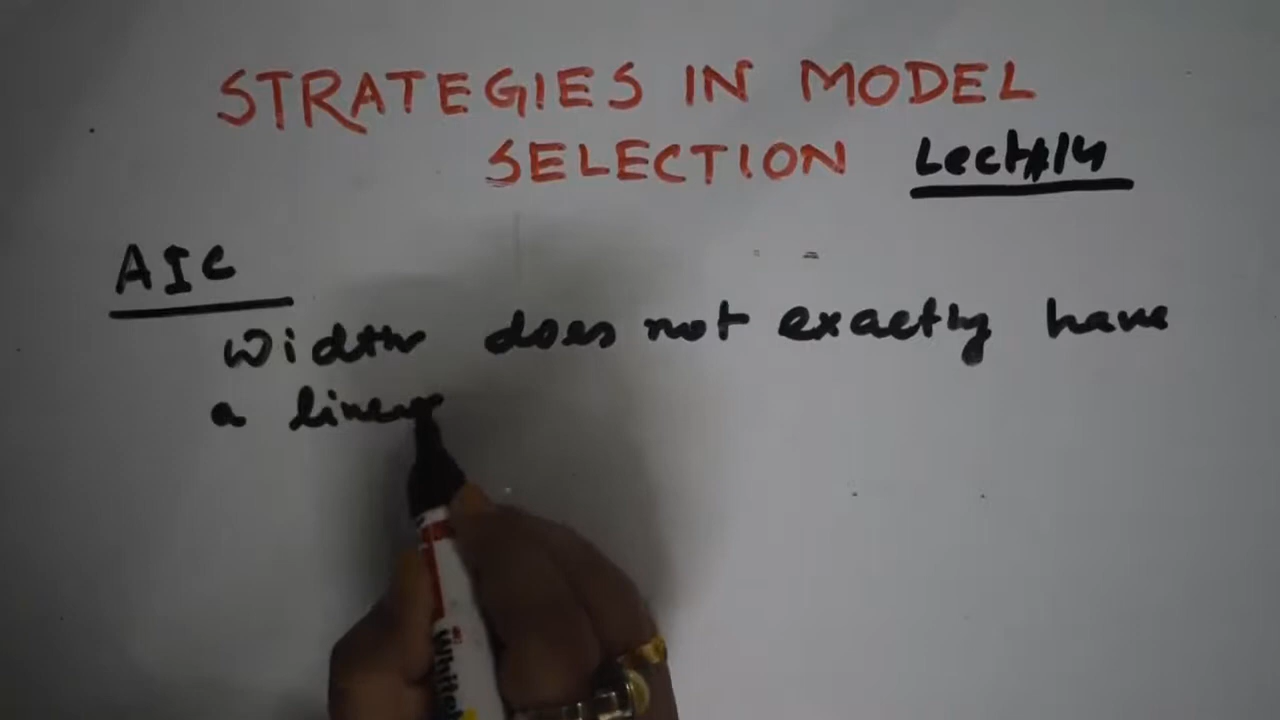 STRATEGIES IN MODEL
SELECTION Lect#14
AIC
Width does not exactly have
a linear